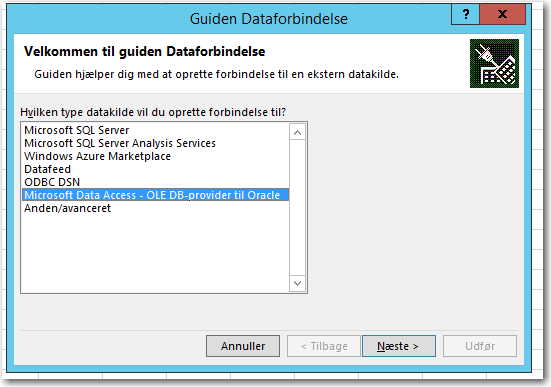 Guiden Dataforbindelse
?
x
Velkommen til guiden Dataforbindelse
Guiden hjælper dig med at oprette forbindelse til en ekstern datakilde.
Hvilken type datakilde vil du oprette forbindelse til?
Microsoft SQL Server
Microsoft SQL Server Analysis Services
Windows Azure Marketplace
Datafeed
ODBC DSN
Microsoft Data Access - OLE DB-provider til Oracle
Anden/avanceret
Annuller
< Tilbage
Næste >
Udfør